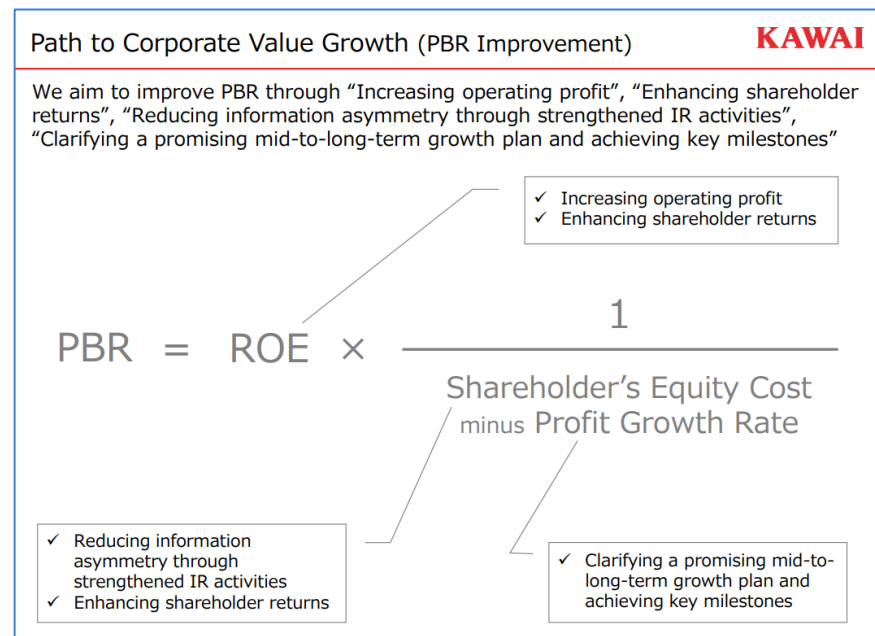 Path to Corporate Value Growth (PBR Improvement)
KAWAI
We aim to improve PBR through “Increasing operating profit”, “Enhancing shareholder
returns”, “Reducing information asymmetry through strengthened IR activities”,
“Clarifying a promising mid-to-long-term growth plan and achieving key milestones”
✓ Increasing operating profit
✓ Enhancing shareholder returns
PBR = ROE ×
1
Shareholder’s Equity Cost
minus Profit Growth Rate
✓ Reducing information
asymmetry through
strengthened IR activities
✓ Enhancing shareholder returns
✓ Clarifying a promising mid-to-
long-term growth plan and
achieving key milestones